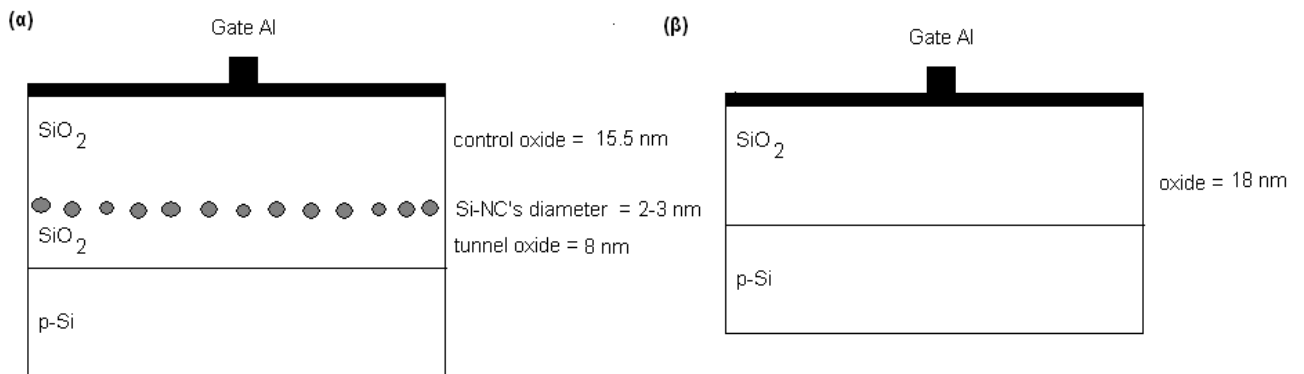 (α)
Gate Al
SiO2
control oxide = 15.5 nm
Si-NC's diameter = 2-3 nm
SiO2
tunnel oxide = 8 nm
p-Si
(β)
Gate Al
SiO2
oxide = 18 nm
p-Si